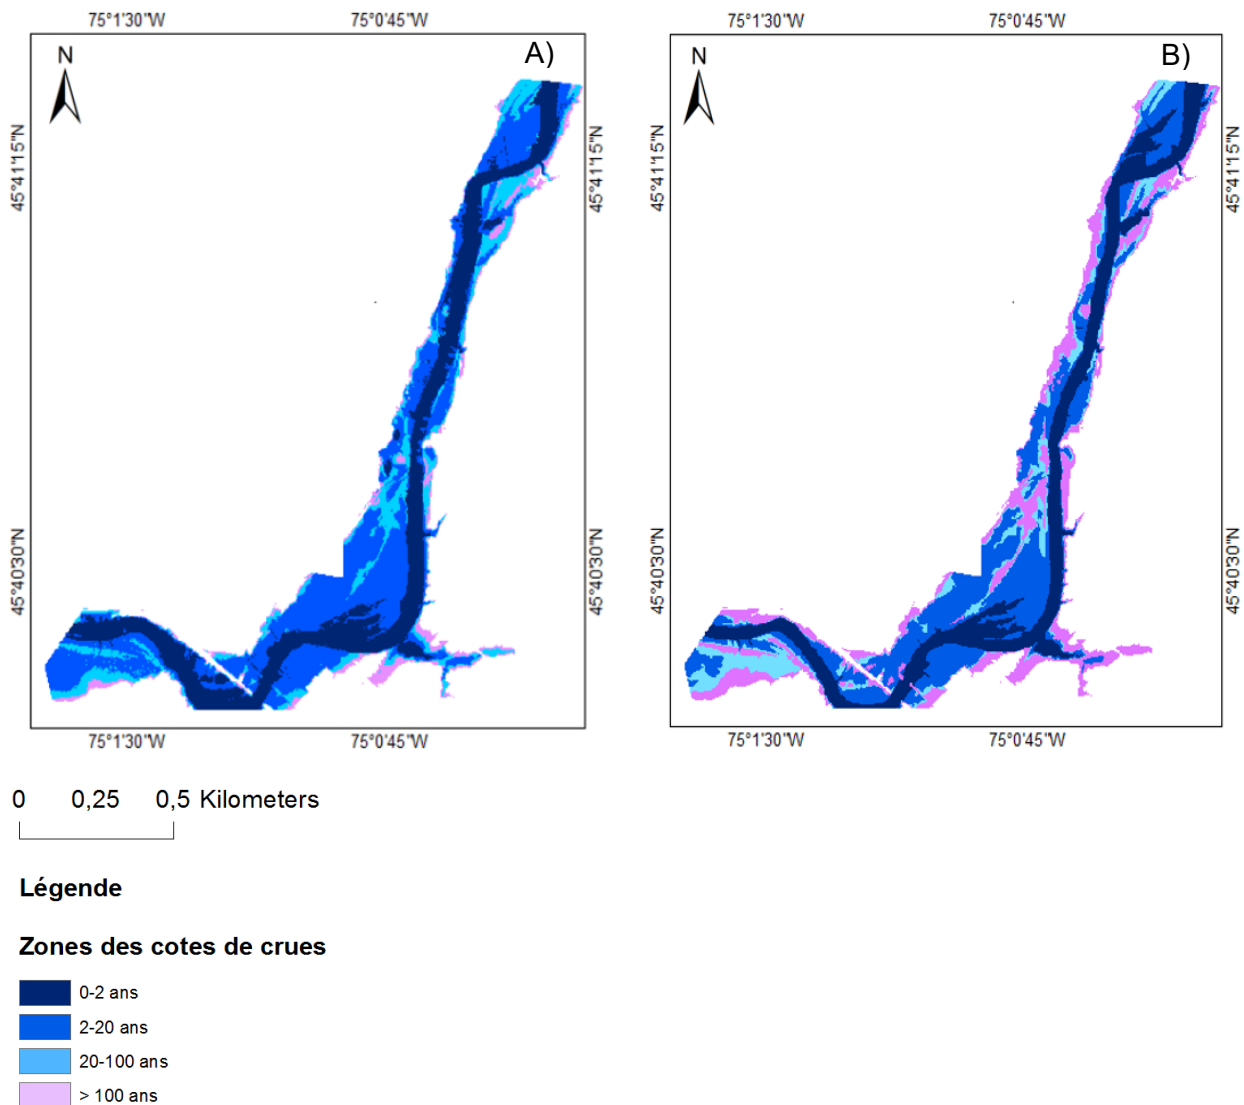 75°1'30"W 75°0'45"W 75°1'30"W 75°0'45"W
N A) N B)
45°41'15"N 45°41'15"N 45°41'15"N 45°41'15"N
45°40'30"N 45°40'30"N 45°40'30"N 45°40'30"N
75°1'30"W 75°0'45"W 75°1'30"W 75°0'45"W
0 0,25 0,5 Kilometers
Légende
Zones des cotes de crues
0-2 ans
2-20 ans
20-100 ans
> 100 ans